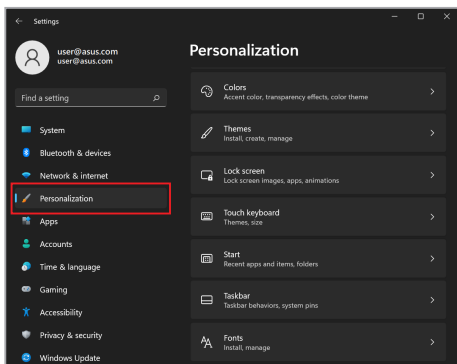 Settings
user@asus.com
user@asus.com
Find a setting
System
Bluetooth & devices
Network & internet
Personalization
Apps
Accounts
Time & language
Gaming
Accessibility
Privacy & security
Windows Update
Personalization
Colors
Accent color, transparency effects, color theme
Themes
Install, create, manage
Lock screen
Lock screen images, apps, animations
Touch keyboard
Themes, size
Start
Recent apps and items, folders
Taskbar
Taskbar behaviors, system pins
Fonts
Install, manage